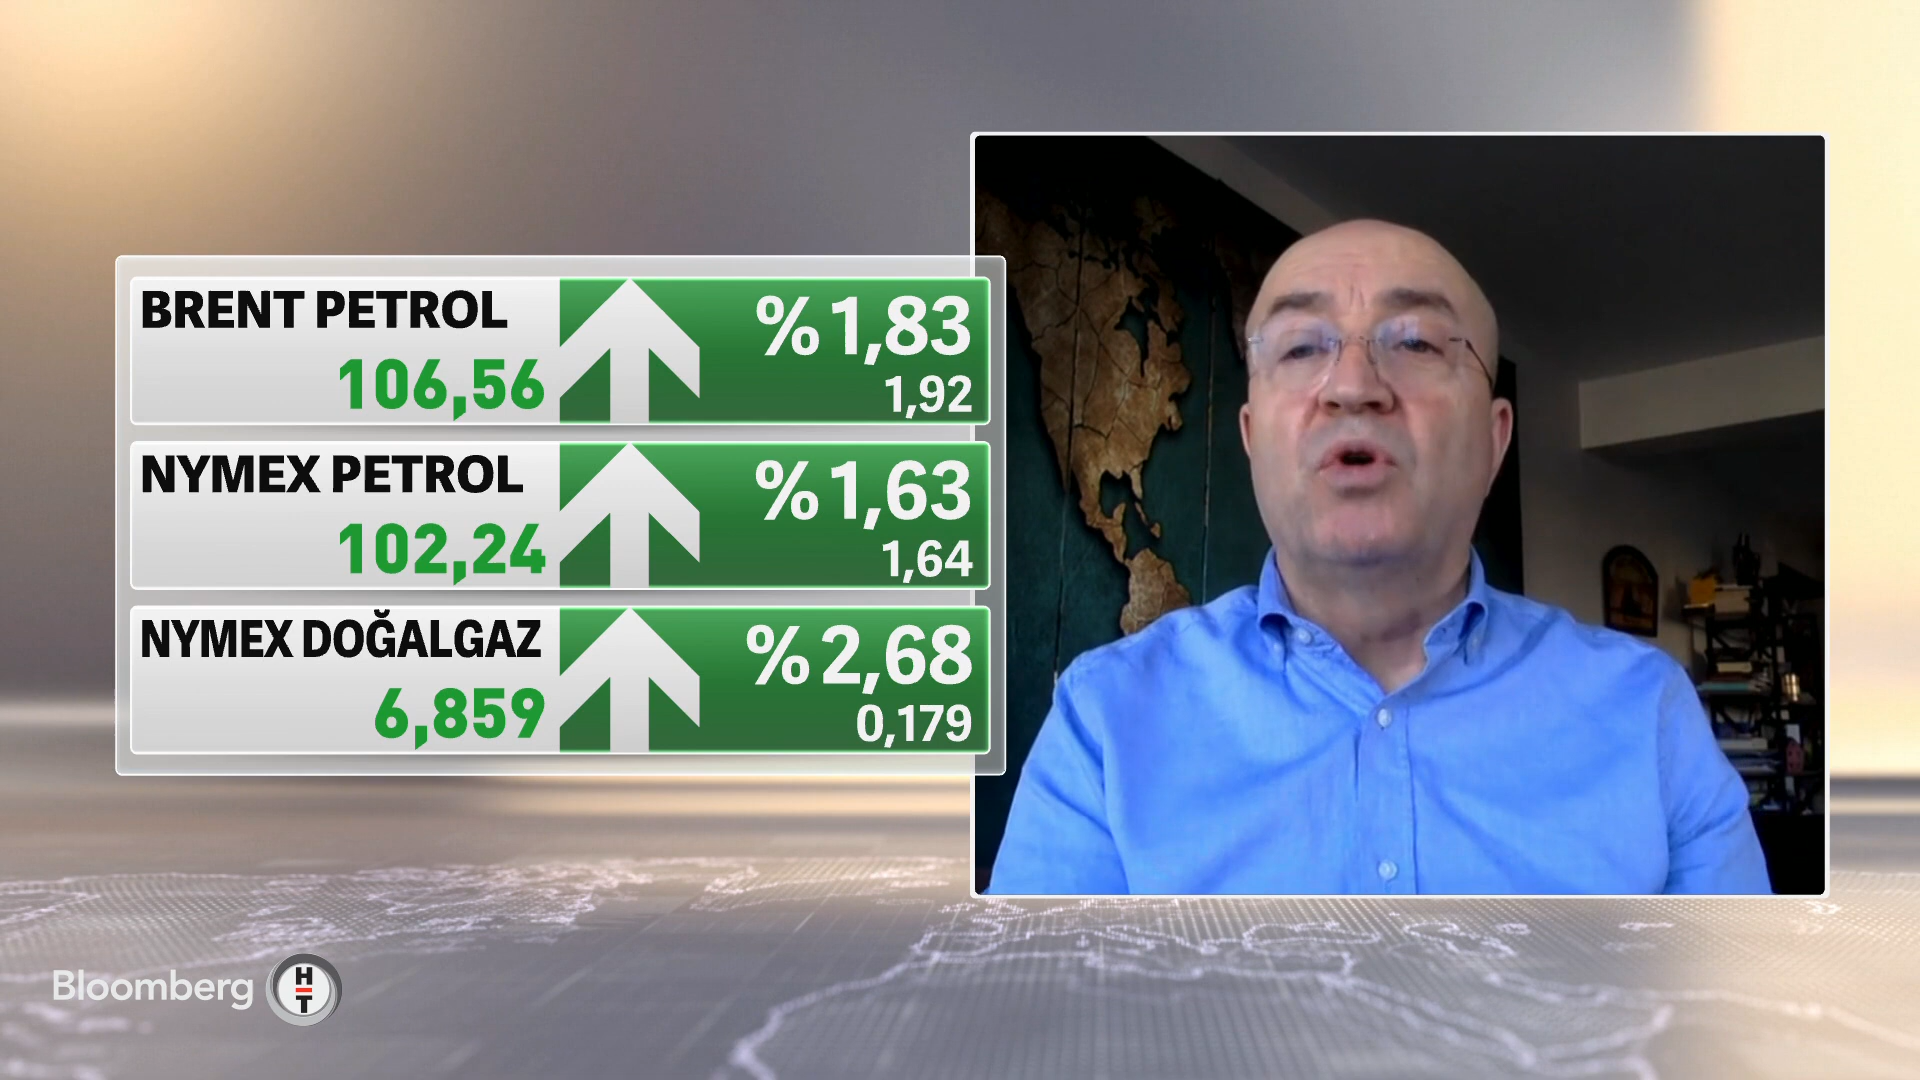 BRENT PETROL
106,56
%1,83
1,92
NYMEX PETROL
102,24
%1,63
1,64
NYMEX DOĞALGAZ
6,859
%2,68
0,179
Bloomberg HT